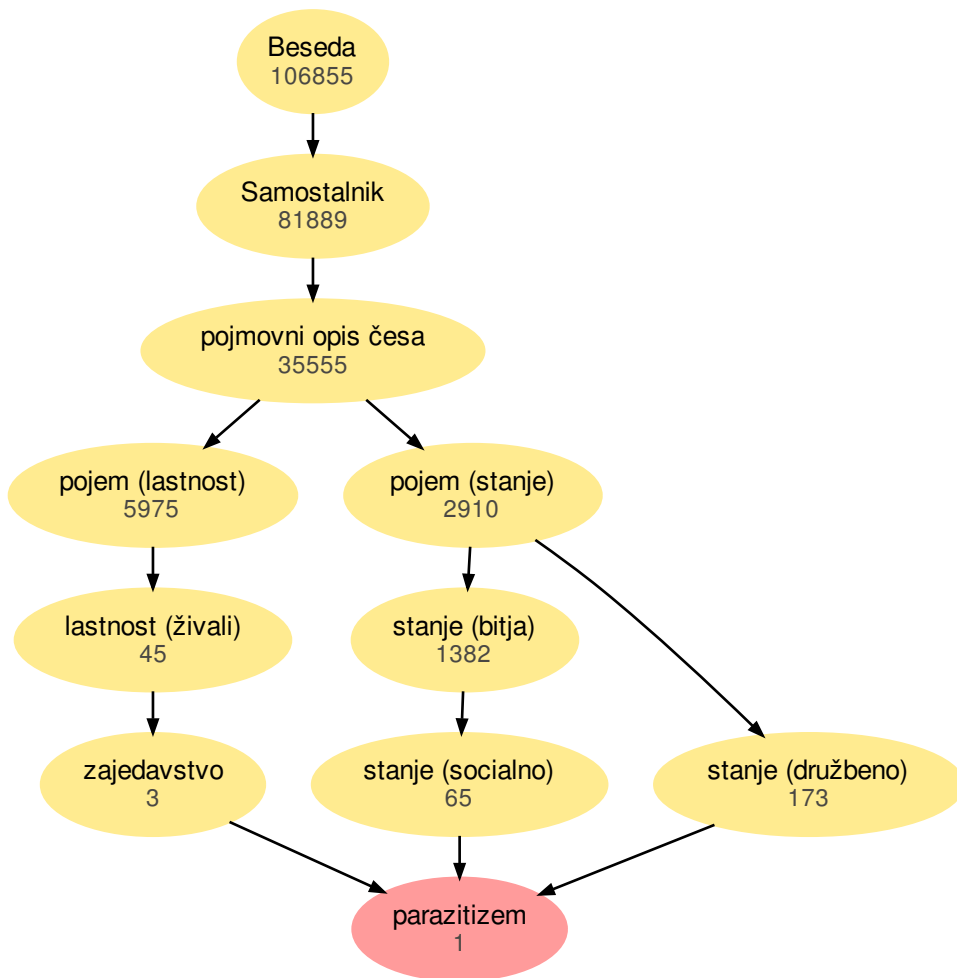 Beseda
106855
Samostalnik
81889
pojmovni opis česa
35555
pojem (lastnost)
5975
pojem (stanje)
2910
lastnost (živali)
45
stanje (bitja)
1382
zajedavstvo
3
stanje (socialno)
65
stanje (družbeno)
173
parazitizem
1